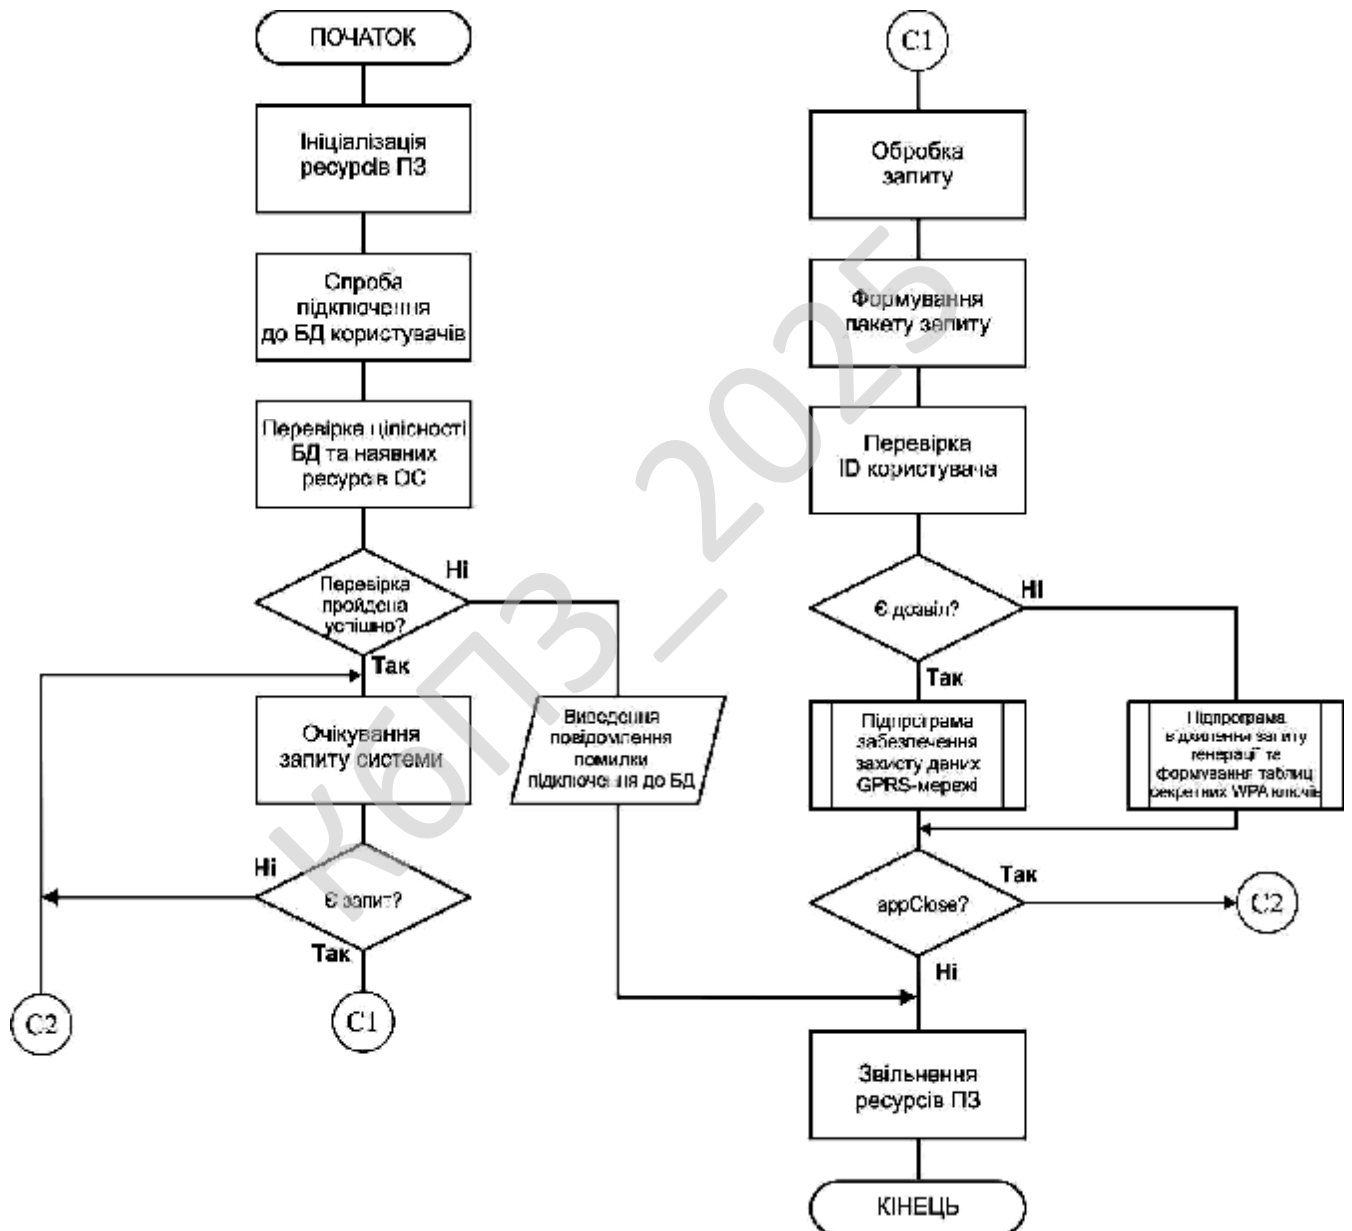 ПОЧАТОК
Ініціалізація
ресурсів ПЗ
Спроба
підключення
до БД користувачів
Перевірка цілісності
БД та наявних
ресурсів ОС
Перевірка
пройдена
успішно?
Ні
Так
Очікування
запиту системи
Виведення
повідомлення
помилки
підключення до БД
Є запит?
Ні
Так
C2
C1
C1
Обробка
запиту
Формування
пакету запиту
Перевірка
ID користувача
Є дозвіл?
Ні
Так
Підпрограма
забезпечення
захисту даних
GPRS-мережі
Підпрограма
відхилення запиту
генерації та
формування таблиці
секретних WPA ключів
appClose?
Так
C2
Ні
Звільнення
ресурсів ПЗ
КІНЕЦЬ
КбПЗ_2025